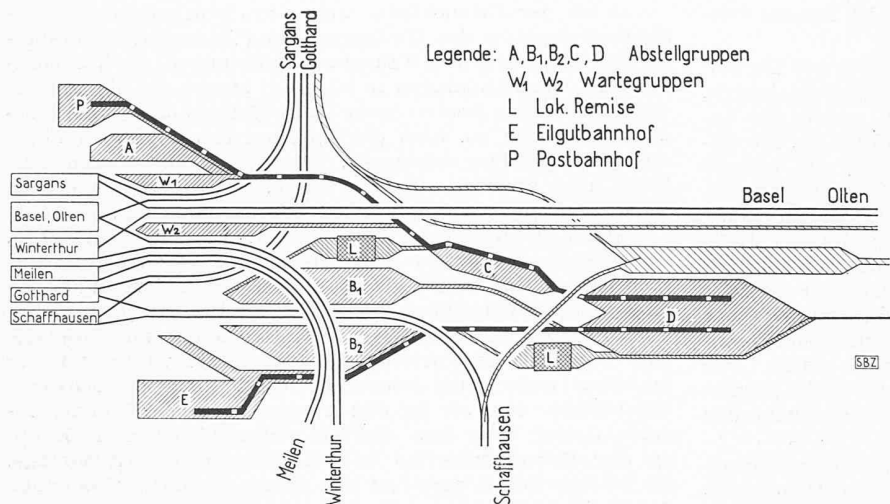 Sargans
Gotthard
Legende: A,B₁,B₂,C,D Abstellgruppen
W₁ W₂ Wartegruppen
L Lok. Remise
E Eilgutbahnhof
P Postbahnhof
P
A
W₁
Sargans
Basel, Olten
Basel Olten
W₂
Winterthur
L
Meilen
C
Gotthard
B₁
Schaffhausen
D
B₂
L
SBZ
E
Meilen
Winterthur
Schaffhausen